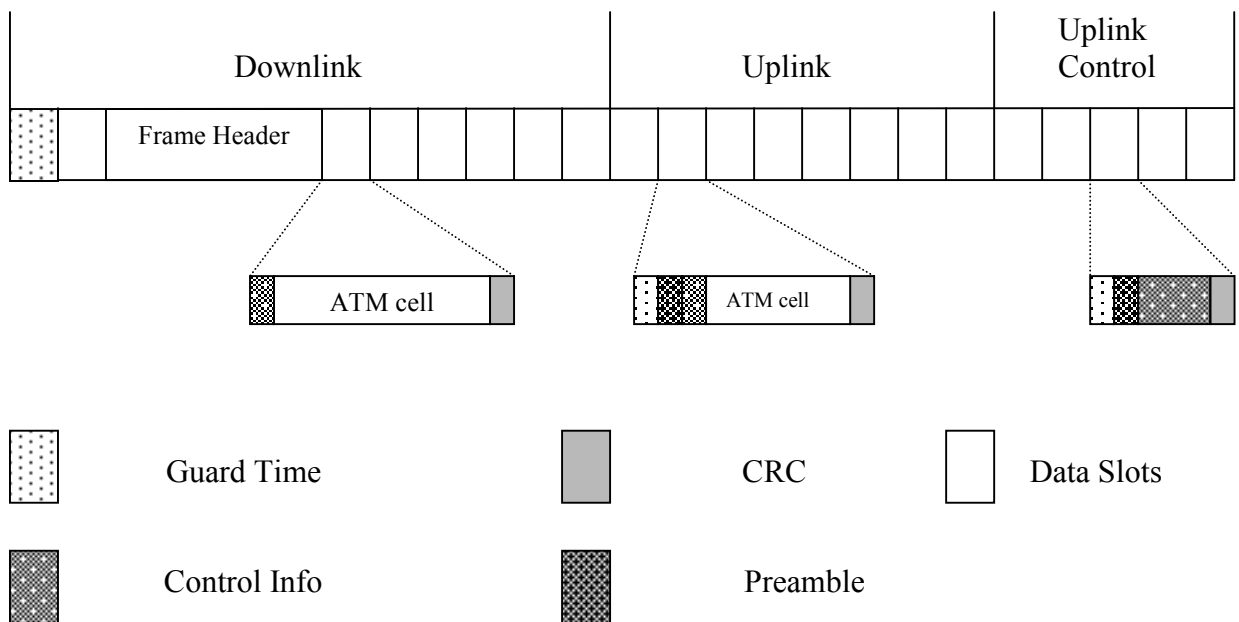 Downlink
Uplink
Uplink
Control
Frame Header
ATM cell
ATM cell
Guard Time
CRC
Data Slots
Control Info
Preamble